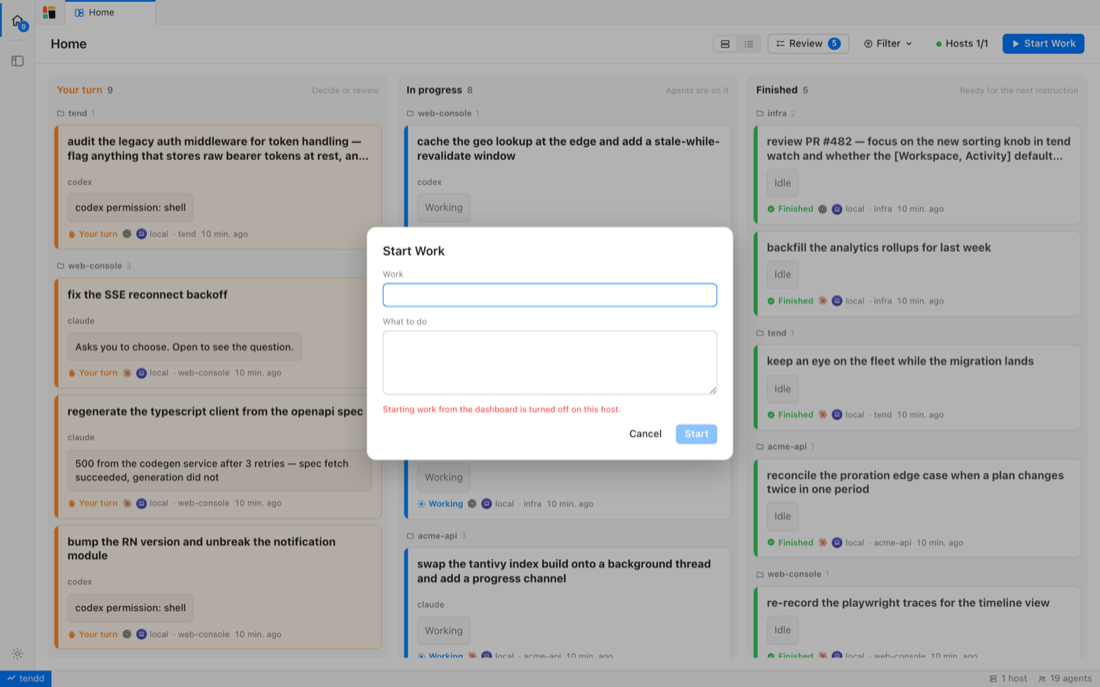 9
Home
Home
Review 5
Filter
Hosts 1/1
Start Work
Your turn 9
Decide or review
tend 1
audit the legacy auth middleware for token handling —
flag anything that stores raw bearer tokens at rest, an...
codex
codex permission: shell
Your turn local · tend 10 min. ago
web-console 3
fix the SSE reconnect backoff
claude
Asks you to choose. Open to see the question.
Your turn local · web-console 10 min. ago
regenerate the typescript client from the openapi spec
claude
500 from the codegen service after 3 retries — spec fetch
succeeded, generation did not
Your turn local · web-console 10 min. ago
bump the RN version and unbreak the notification
module
codex
codex permission: shell
Your turn local · web-console 10 min. ago
In progress 8
Agents are on it
web-console 1
cache the geo lookup at the edge and add a stale-while-
revalidate window
codex
Working
Start Work
Work
What to do
Starting work from the dashboard is turned off on this host.
Cancel
Start
Working
Working local · infra 10 min. ago
acme-api 3
swap the tantivy index build onto a background thread
and add a progress channel
claude
Working
Working local · acme-api 10 min. ago
Finished 5
Ready for the next instruction
infra 2
review PR #482 — focus on the new sorting knob in tend
watch and whether the [Workspace, Activity] default...
Idle
Finished local · infra 10 min. ago
backfill the analytics rollups for last week
Idle
Finished local · infra 10 min. ago
tend 1
keep an eye on the fleet while the migration lands
Idle
Finished local · tend 10 min. ago
acme-api 1
reconcile the proration edge case when a plan changes
twice in one period
Idle
Finished local · acme-api 10 min. ago
web-console 1
re-record the playwright traces for the timeline view
Idle
Finished local · web-console 10 min. ago
tendd
1 host
19 agents